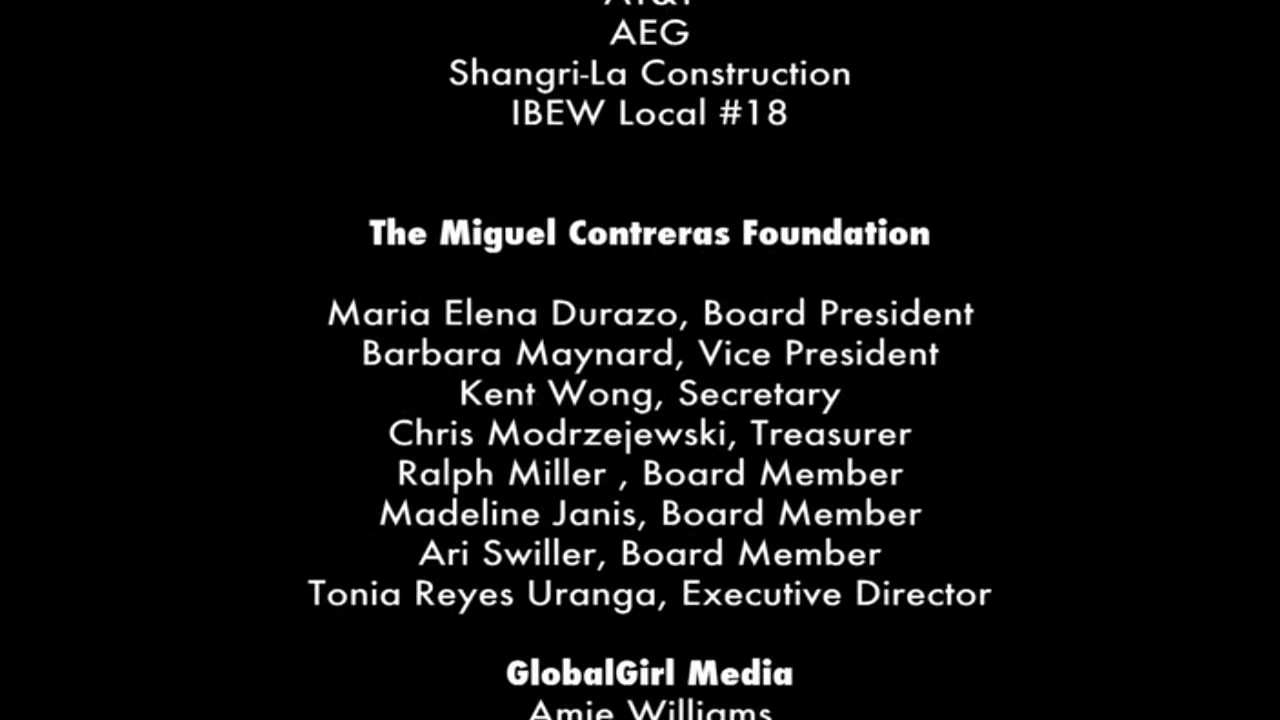 AT&T
AEG
Shangri-La Construction
IBEW Local #18
The Miguel Contreras Foundation
Maria Elena Durazo, Board President
Barbara Maynard, Vice President
Kent Wong, Secretary
Chris Modrzejewski, Treasurer
Ralph Miller , Board Member
Madeline Janis, Board Member
Ari Swiller, Board Member
Tonia Reyes Uranga, Executive Director
GlobalGirl Media
Amie Williams